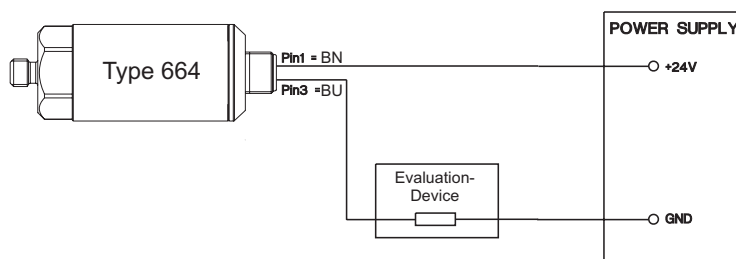 POWER SUPPLY
Type 664
Pin1 = BN
+24V
Pin3 =BU
Evaluation-
Device
GND